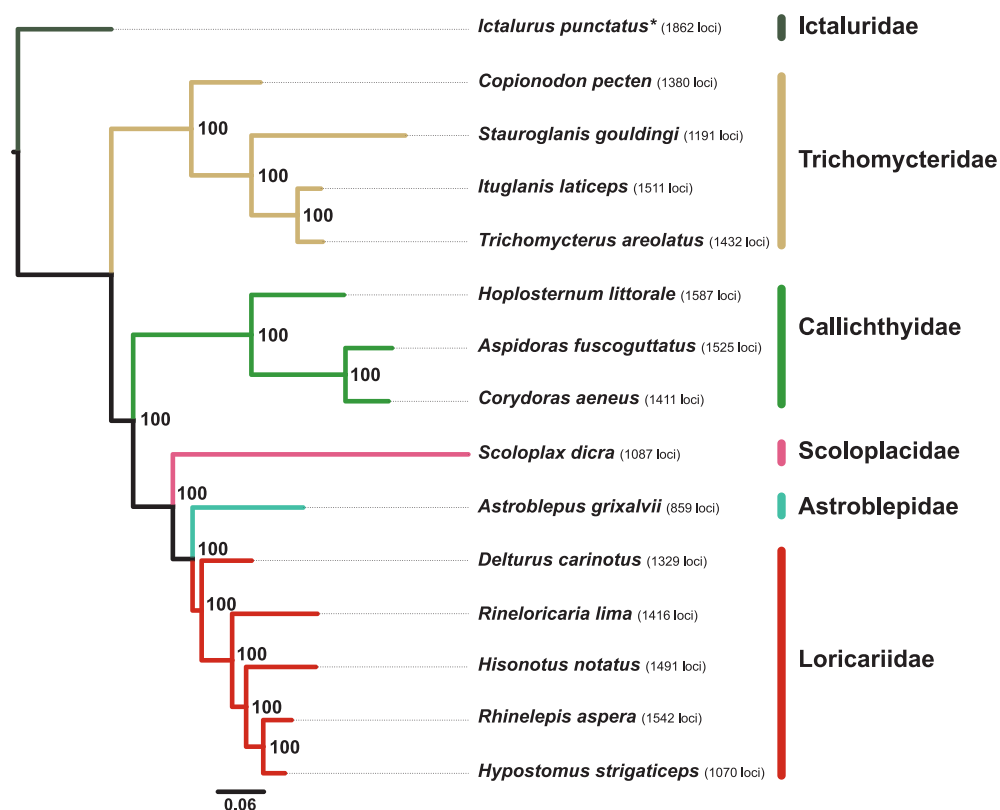 Ictalurus punctatus* (1862 loci)
Ictaluridae
Copionodon pecten (1380 loci)
100
Stauroglanis gouldingi (1191 loci)
Trichomycteridae
100
Ituglanis laticeps (1511 loci)
100
Trichomycterus areolatus (1432 loci)
Hoplosternum littorale (1587 loci)
Callichthyidae
100
Aspidoras fuscoguttatus (1525 loci)
100
Corydoras aeneus (1411 loci)
100
Scoloplax dicra (1087 loci)
Scoloplacidae
100
Astroblepus grixalvii (859 loci)
Astroblepidae
100
Delturus carinotus (1329 loci)
100
Rineloricaria lima (1416 loci)
100
Hisonotus notatus (1491 loci)
Loricariidae
100
Rhinelepis aspera (1542 loci)
100
Hypostomus strigaticeps (1070 loci)
0.06